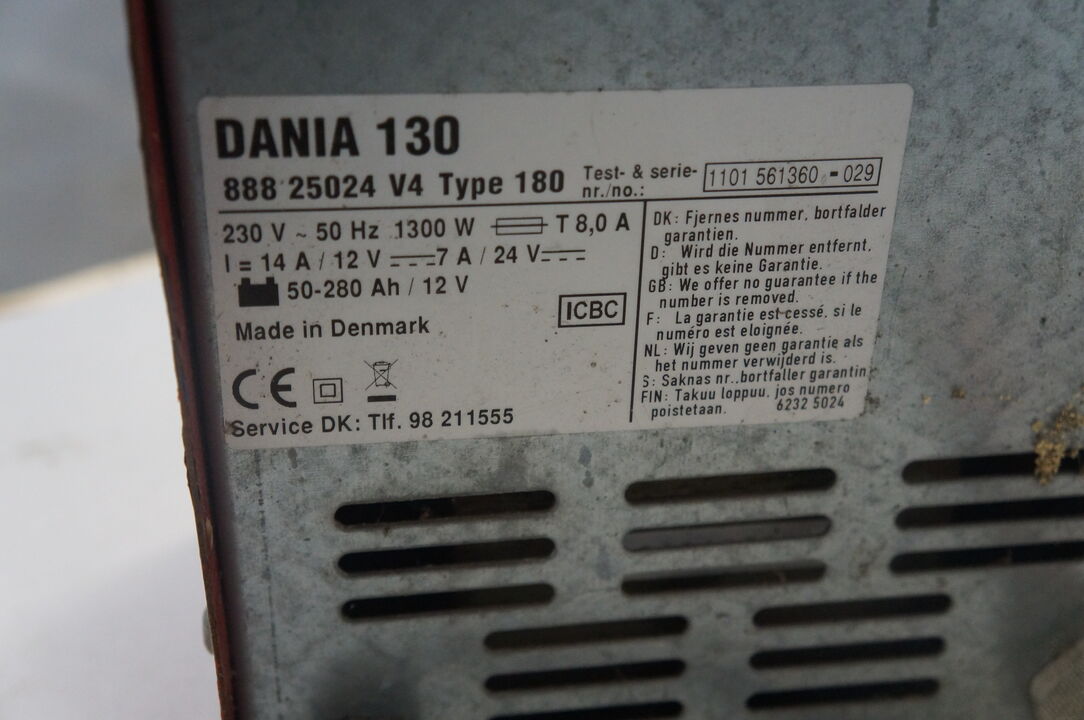 DANIA 130
888 25024 V4 Type 180
Test- & serie-
nr./no.:
1101 561360 - 029
230 V ~ 50 Hz 1300 W T 8,0 A
I = 14 A / 12 V 7 A / 24 V
50-280 Ah / 12 V
ICBC
Made in Denmark
CE
Service DK: Tlf. 98 211555
DK: Fjernes nummer, bortfalder
garantien.
D: Wird die Nummer entfernt,
gibt es keine Garantie.
GB: We offer no guarantee if the
number is removed.
F: La garantie est cessé, si le
numéro est eloignée.
NL: Wij geven geen garantie als
het nummer verwijderd is.
S: Saknas nr., bortfaller garantin
FIN: Takuu loppuu, jos numero
poistetaan. 6232 5024